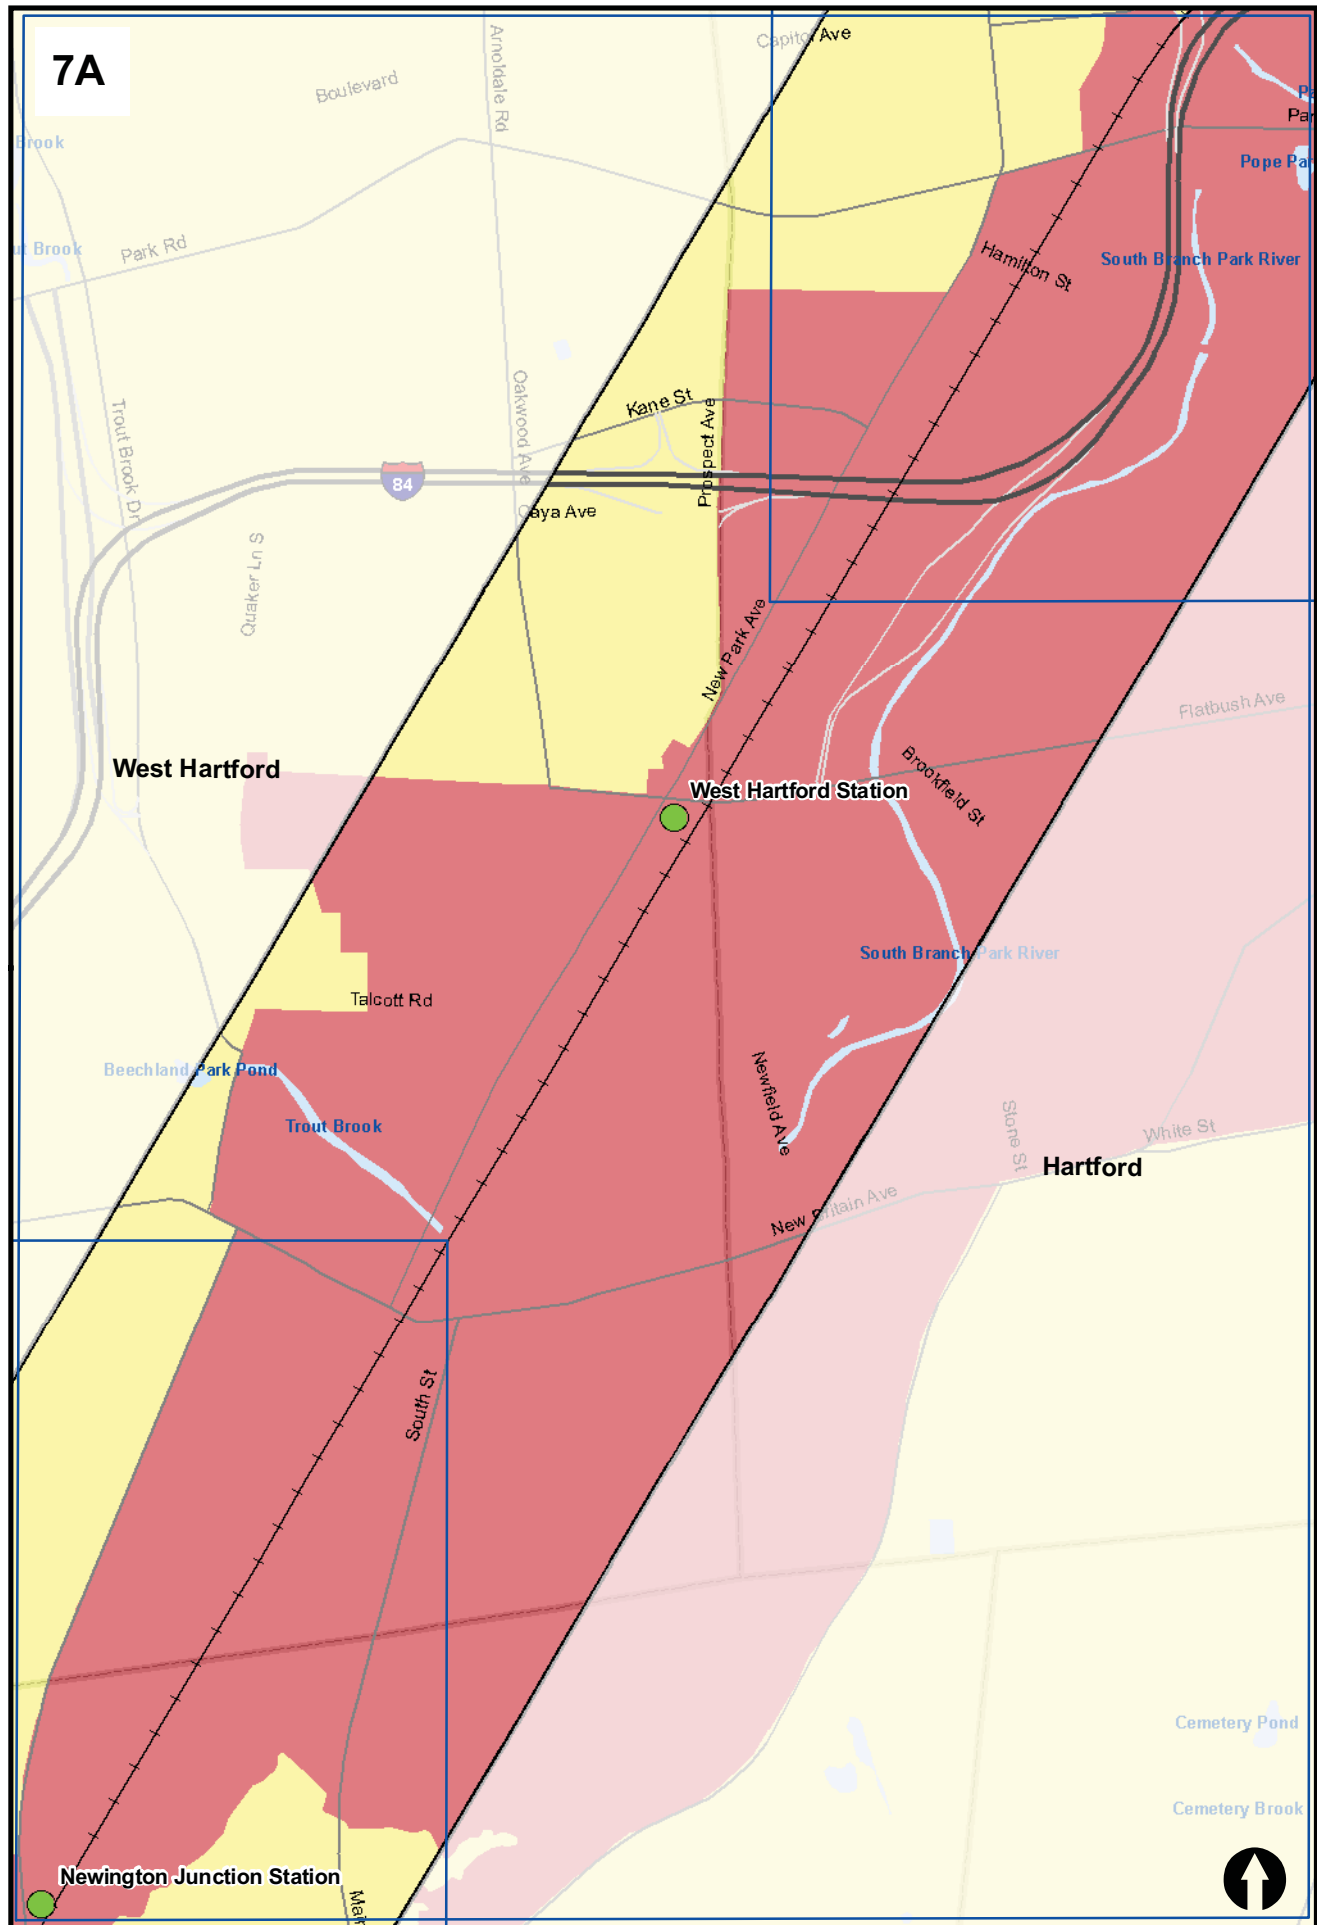 7A
Capitol Ave
Arnoldale Rd
Boulevard
Brook
Pope Pa
Park Rd
South Branch Park River
Hamilton St
Kane St
Oakwood Ave
Prospect Ave
Trout Brook Dr
84
Caya Ave
Quaker Ln S
New Park Ave
Flatbush Ave
West Hartford
Brookfield St
West Hartford Station
South Branch Park River
Talcott Rd
Beechland Park Pond
Newfield Ave
Trout Brook
Stone St
White St
Hartford
New Britain Ave
South St
Cemetery Pond
Cemetery Brook
Newington Junction Station
Main